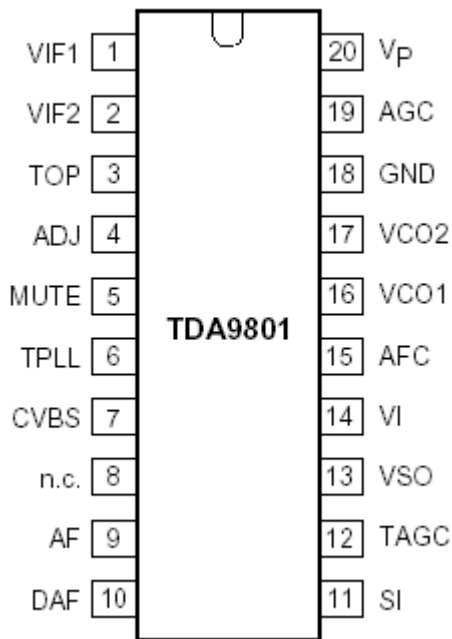 VIF1 1 20 VP
VIF2 2 19 AGC
TOP 3 18 GND
ADJ 4 17 VCO2
MUTE 5 16 VCO1
TDA9801
TPLL 6 15 AFC
CVBS 7 14 VI
n.c. 8 13 VSO
AF 9 12 TAGC
DAF 10 11 SI